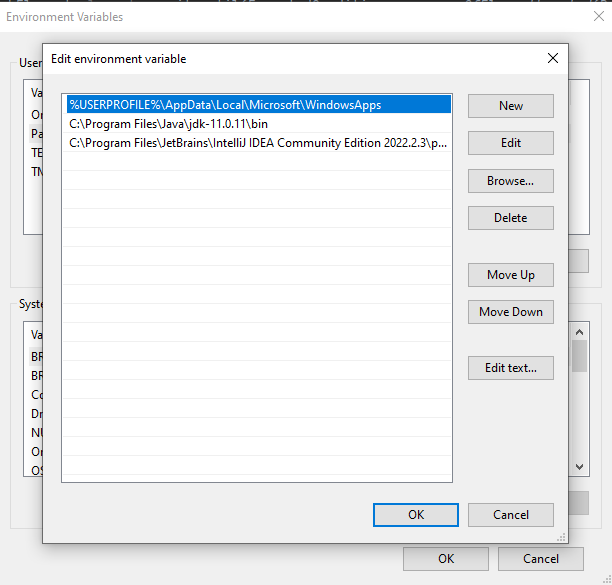 Environment Variables
Edit environment variable
User
%USERPROFILE%\AppData\Local\Microsoft\WindowsApps
C:\Program Files\Java\jdk-11.0.11\bin
C:\Program Files\JetBrains\IntelliJ IDEA Community Edition 2022.2.3\p...
New
Edit
Browse...
Delete
Move Up
Move Down
Edit text...
OK
Cancel
Va
Or
Pa
TE
TM
Syste
Va
BR
BR
Co
Dr
NU
Or
OS
OK
Cancel